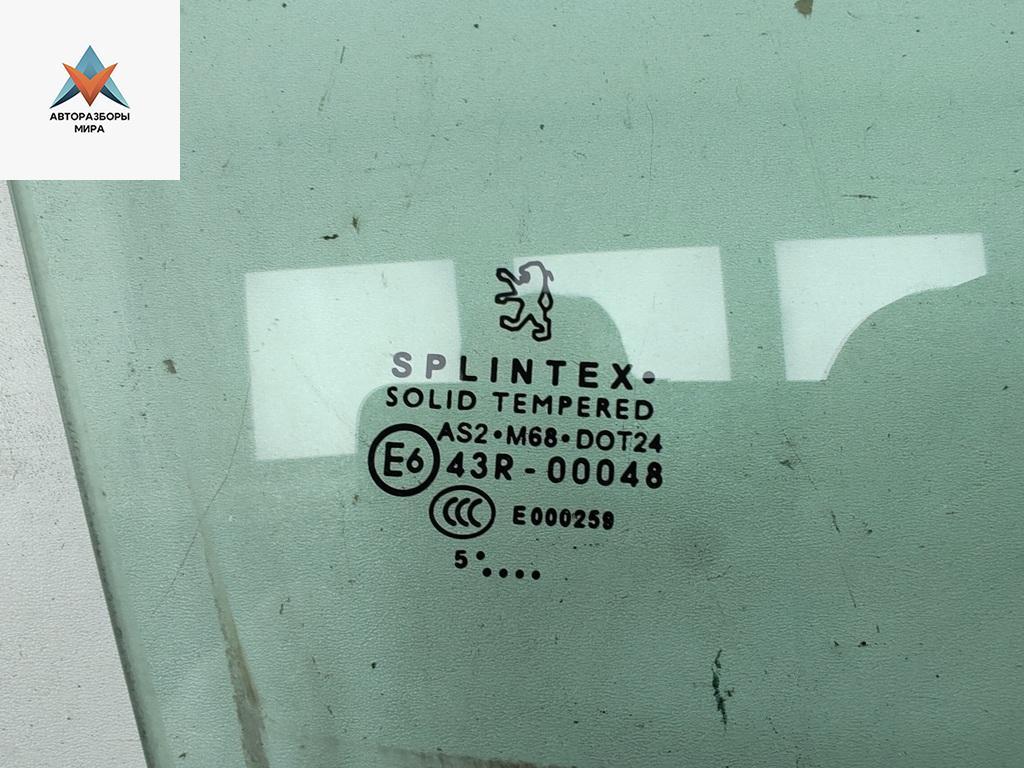 АВТОРАЗБОРЫ
МИРА
SPLINTEX•
SOLID TEMPERED
AS2•M68•DOT24
E6 43R-00048
CCC E000259
5•....